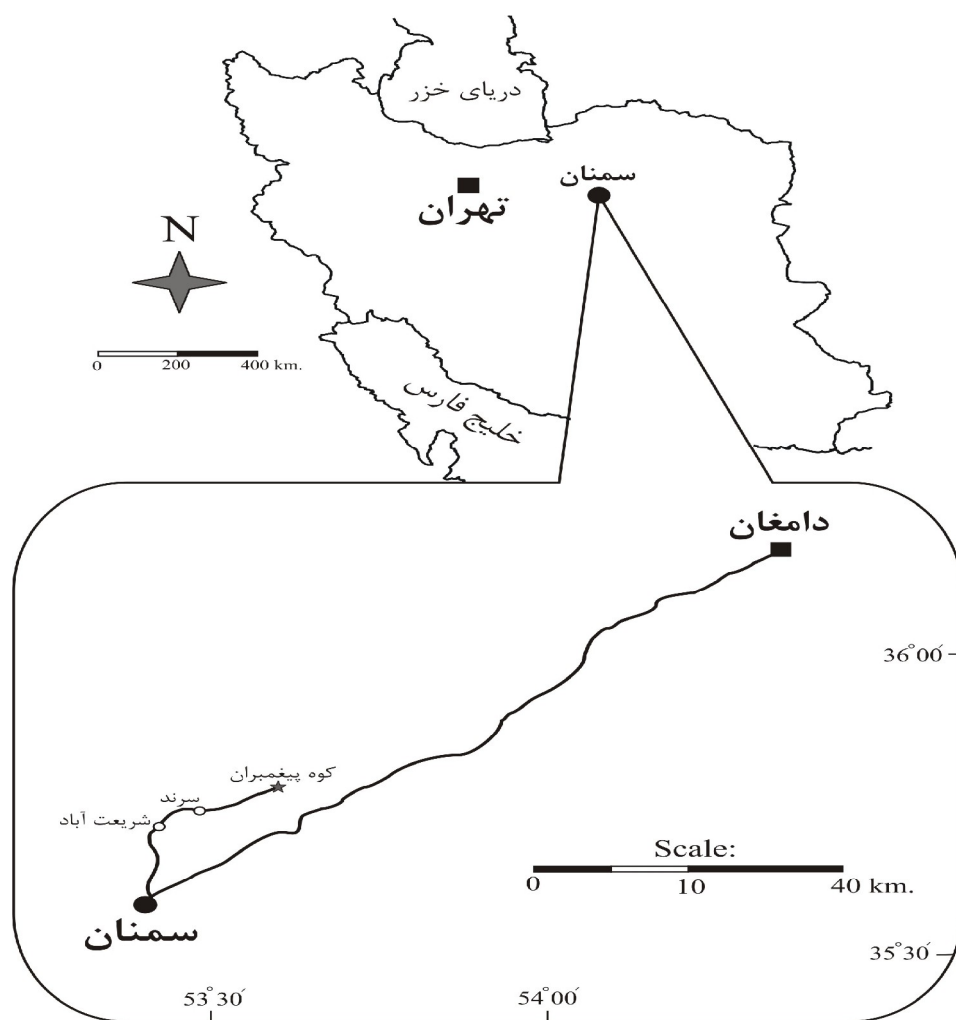 دریای خزر
سمنان
تهران
N
0 200 400 km.
خلیج فارس
دامغان
36°00′
کوه پیغمبران
سرند
شریعت آباد
Scale:
0 10 40 km.
سمنان
35°30′
53°30′ 54°00′